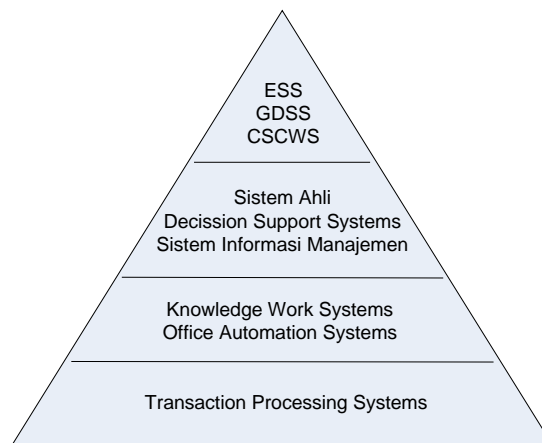 ESS
GDSS
CSCWS
Sistem Ahli
Decission Support Systems
Sistem Informasi Manajemen
Knowledge Work Systems
Office Automation Systems
Transaction Processing Systems